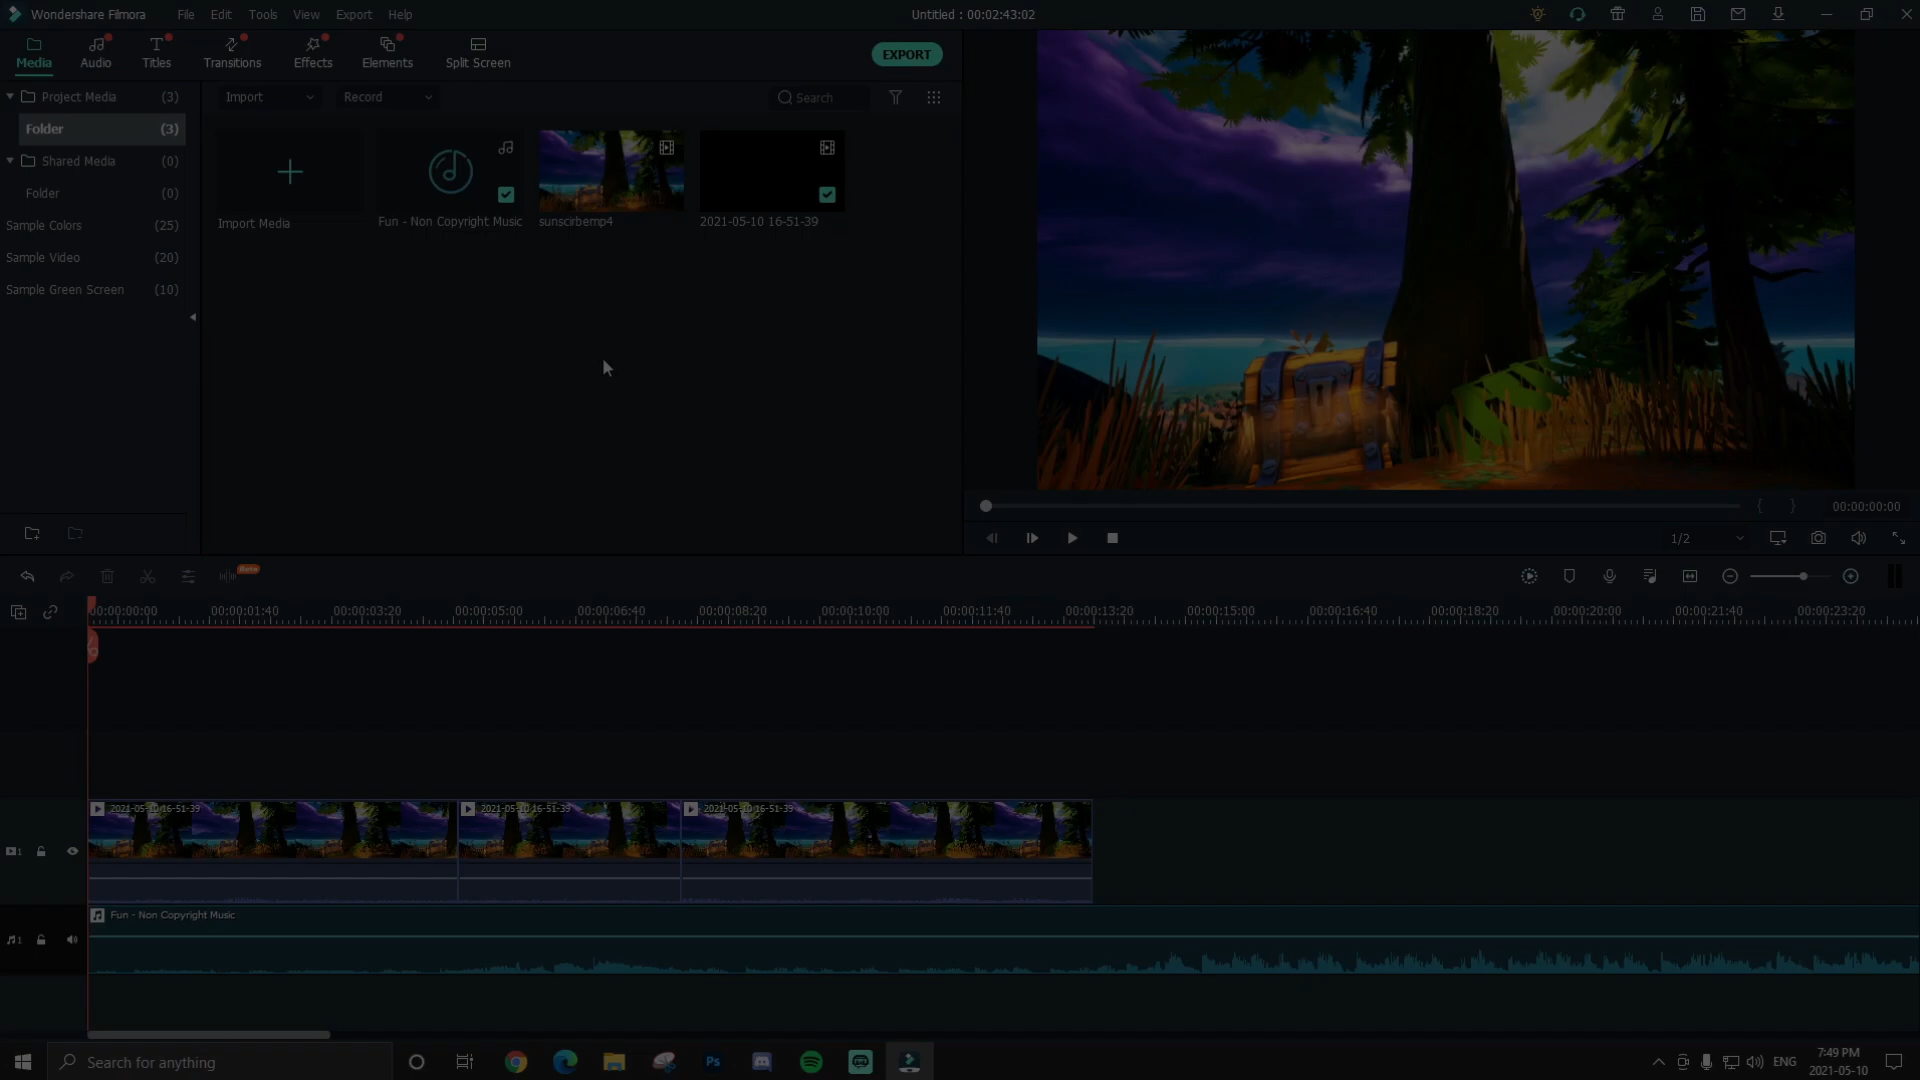 Wondershare Filmora
File Edit Tools View Export Help
Untitled : 00:02:43:02
Media Audio Titles Transitions Effects Elements Split Screen
EXPORT
Project Media (3)
Import Record Search
Folder (3)
Shared Media (0)
Folder (0)
Sample Colors (25)
Sample Video (20)
Sample Green Screen (10)
Import Media
Fun - Non Copyright Music
sunscirbemp4
2021-05-10 16-51-39
{ } 00:00:00:00
1/2
Beta
00:00:00:00 00:00:01:40 00:00:03:20 00:00:05:00 00:00:06:40 00:00:08:20 00:00:10:00 00:00:11:40 00:00:13:20 00:00:15:00 00:00:16:40 00:00:18:20 00:00:20:00 00:00:21:40 00:00:23:20
2021-05-10 16-51-39 2021-05-10 16-51-39 2021-05-10 16-51-39
1
Fun - Non Copyright Music
1
Search for anything
Ps
ENG
7:49 PM
2021-05-10